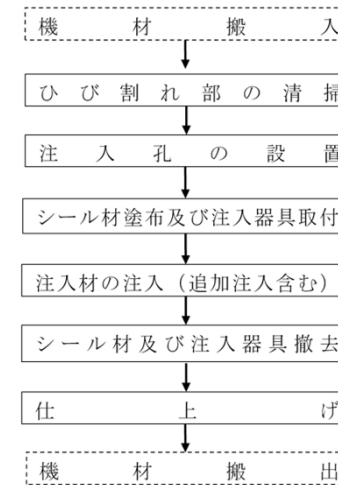 機材搬入
ひび割れ部の清掃
注入孔の設置
シール材塗布及び注入器具取付
注入材の注入（追加注入含む）
シール材及び注入器具撤去
仕上げ
機材搬出